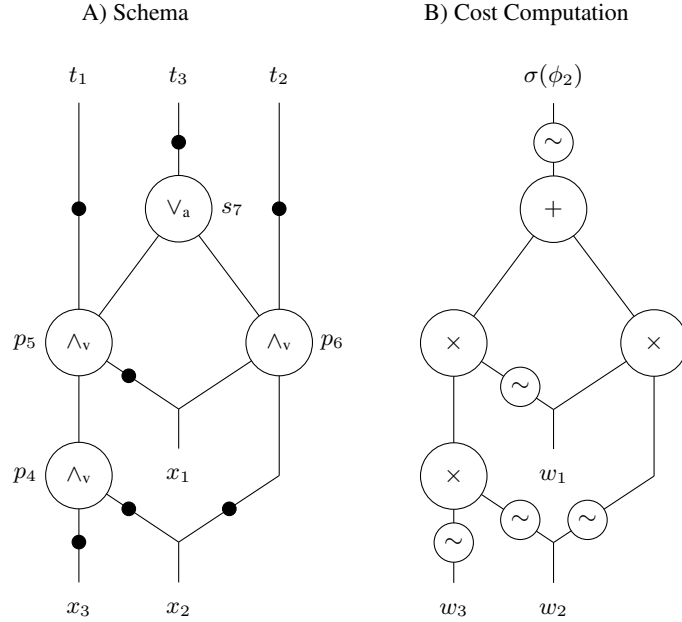 A) Schema B) Cost Computation
t₁ t₃ t₂ σ(ϕ₂)
~
∨ₐ s₇ +
p₅ ∧ᵥ ∧ᵥ p₆ × ×
~
p₄ ∧ᵥ x₁ × w₁
~ ~
~
x₃ x₂ w₃ w₂